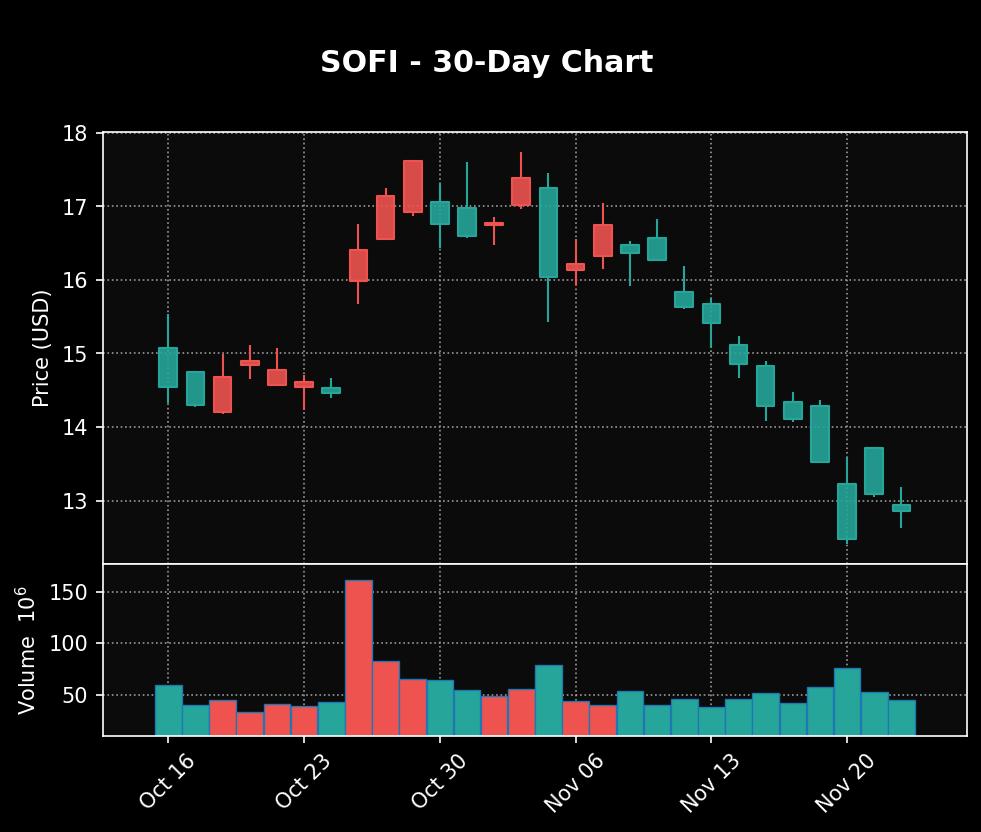 SOFI - 30-Day Chart
Price (USD)
18
17
16
15
14
13
Volume 10⁶
150
100
50
Oct 16
Oct 23
Oct 30
Nov 06
Nov 13
Nov 20